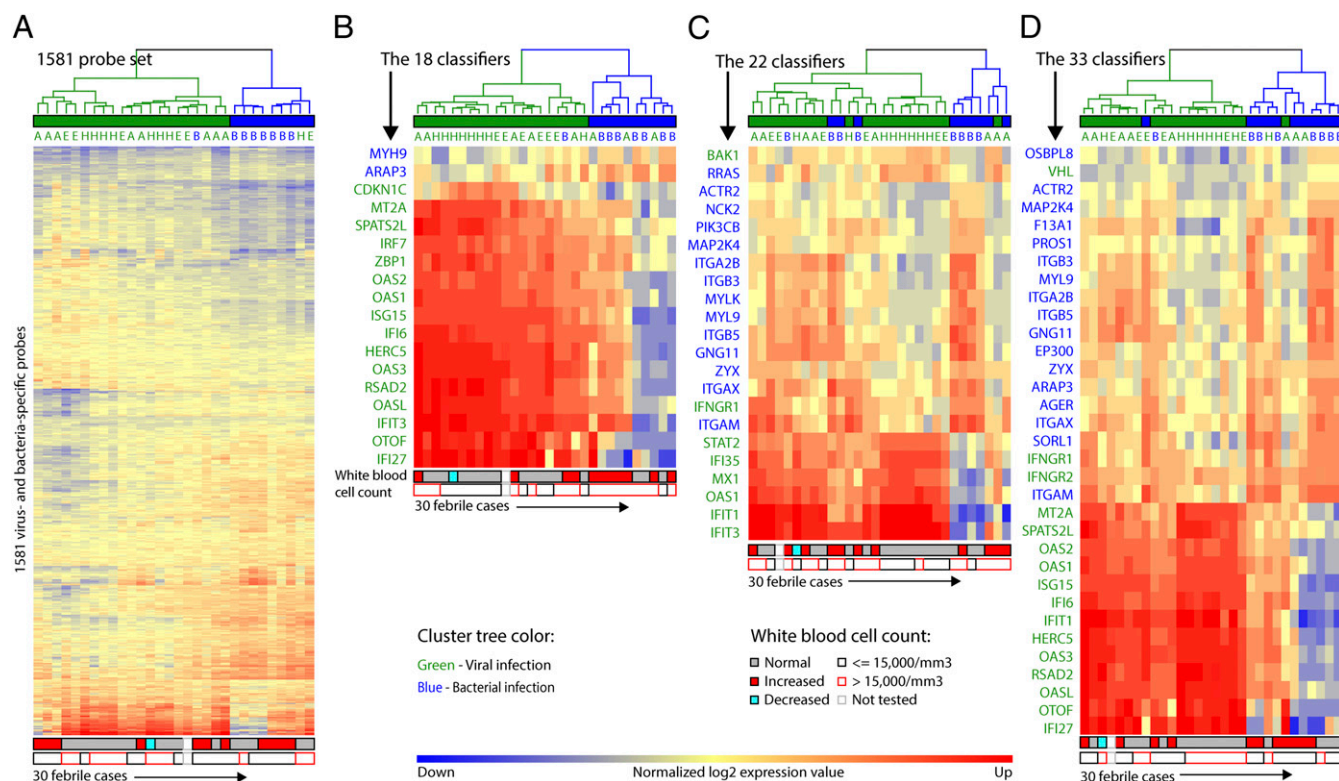 A
1581 probe set
AAAEEHHHHEAAHHHEEBAAABBBBBBBHE
1581 virus- and bacteria-specific probes
30 febrile cases
B
The 18 classifiers
AAHHHHHHHEEAEAEEEBAHABBBABBABB
MYH9
ARAP3
CDKN1C
MT2A
SPATS2L
IRF7
ZBP1
OAS2
OAS1
ISG15
IFI6
HERC5
OAS3
RSAD2
OASL
IFIT3
OTOF
IFI27
White blood
cell count
30 febrile cases
C
The 22 classifiers
AAEEBHAAEBBHBEAHHHHHHEEBBBBAAA
BAK1
RRAS
ACTR2
NCK2
PIK3CB
MAP2K4
ITGA2B
ITGB3
MYLK
MYL9
ITGB5
GNG11
ZYX
ITGAX
IFNGR1
ITGAM
STAT2
IFI35
MX1
OAS1
IFIT1
IFIT3
30 febrile cases
D
The 33 classifiers
AAHEAAEEBEAHHHHHEHEBBHBAAABBBB
OSBPL8
VHL
ACTR2
MAP2K4
F13A1
PROS1
ITGB3
MYL9
ITGA2B
ITGB5
GNG11
EP300
ZYX
ARAP3
AGER
ITGAX
SORL1
IFNGR1
IFNGR2
ITGAM
MT2A
SPATS2L
OAS2
OAS1
ISG15
IFI6
IFIT1
HERC5
OAS3
RSAD2
OASL
OTOF
IFI27
30 febrile cases
Cluster tree color:
Green - Viral infection
Blue - Bacterial infection
White blood cell count:
Normal <= 15,000/mm3
Increased > 15,000/mm3
Decreased Not tested
Down Normalized log2 expression value Up